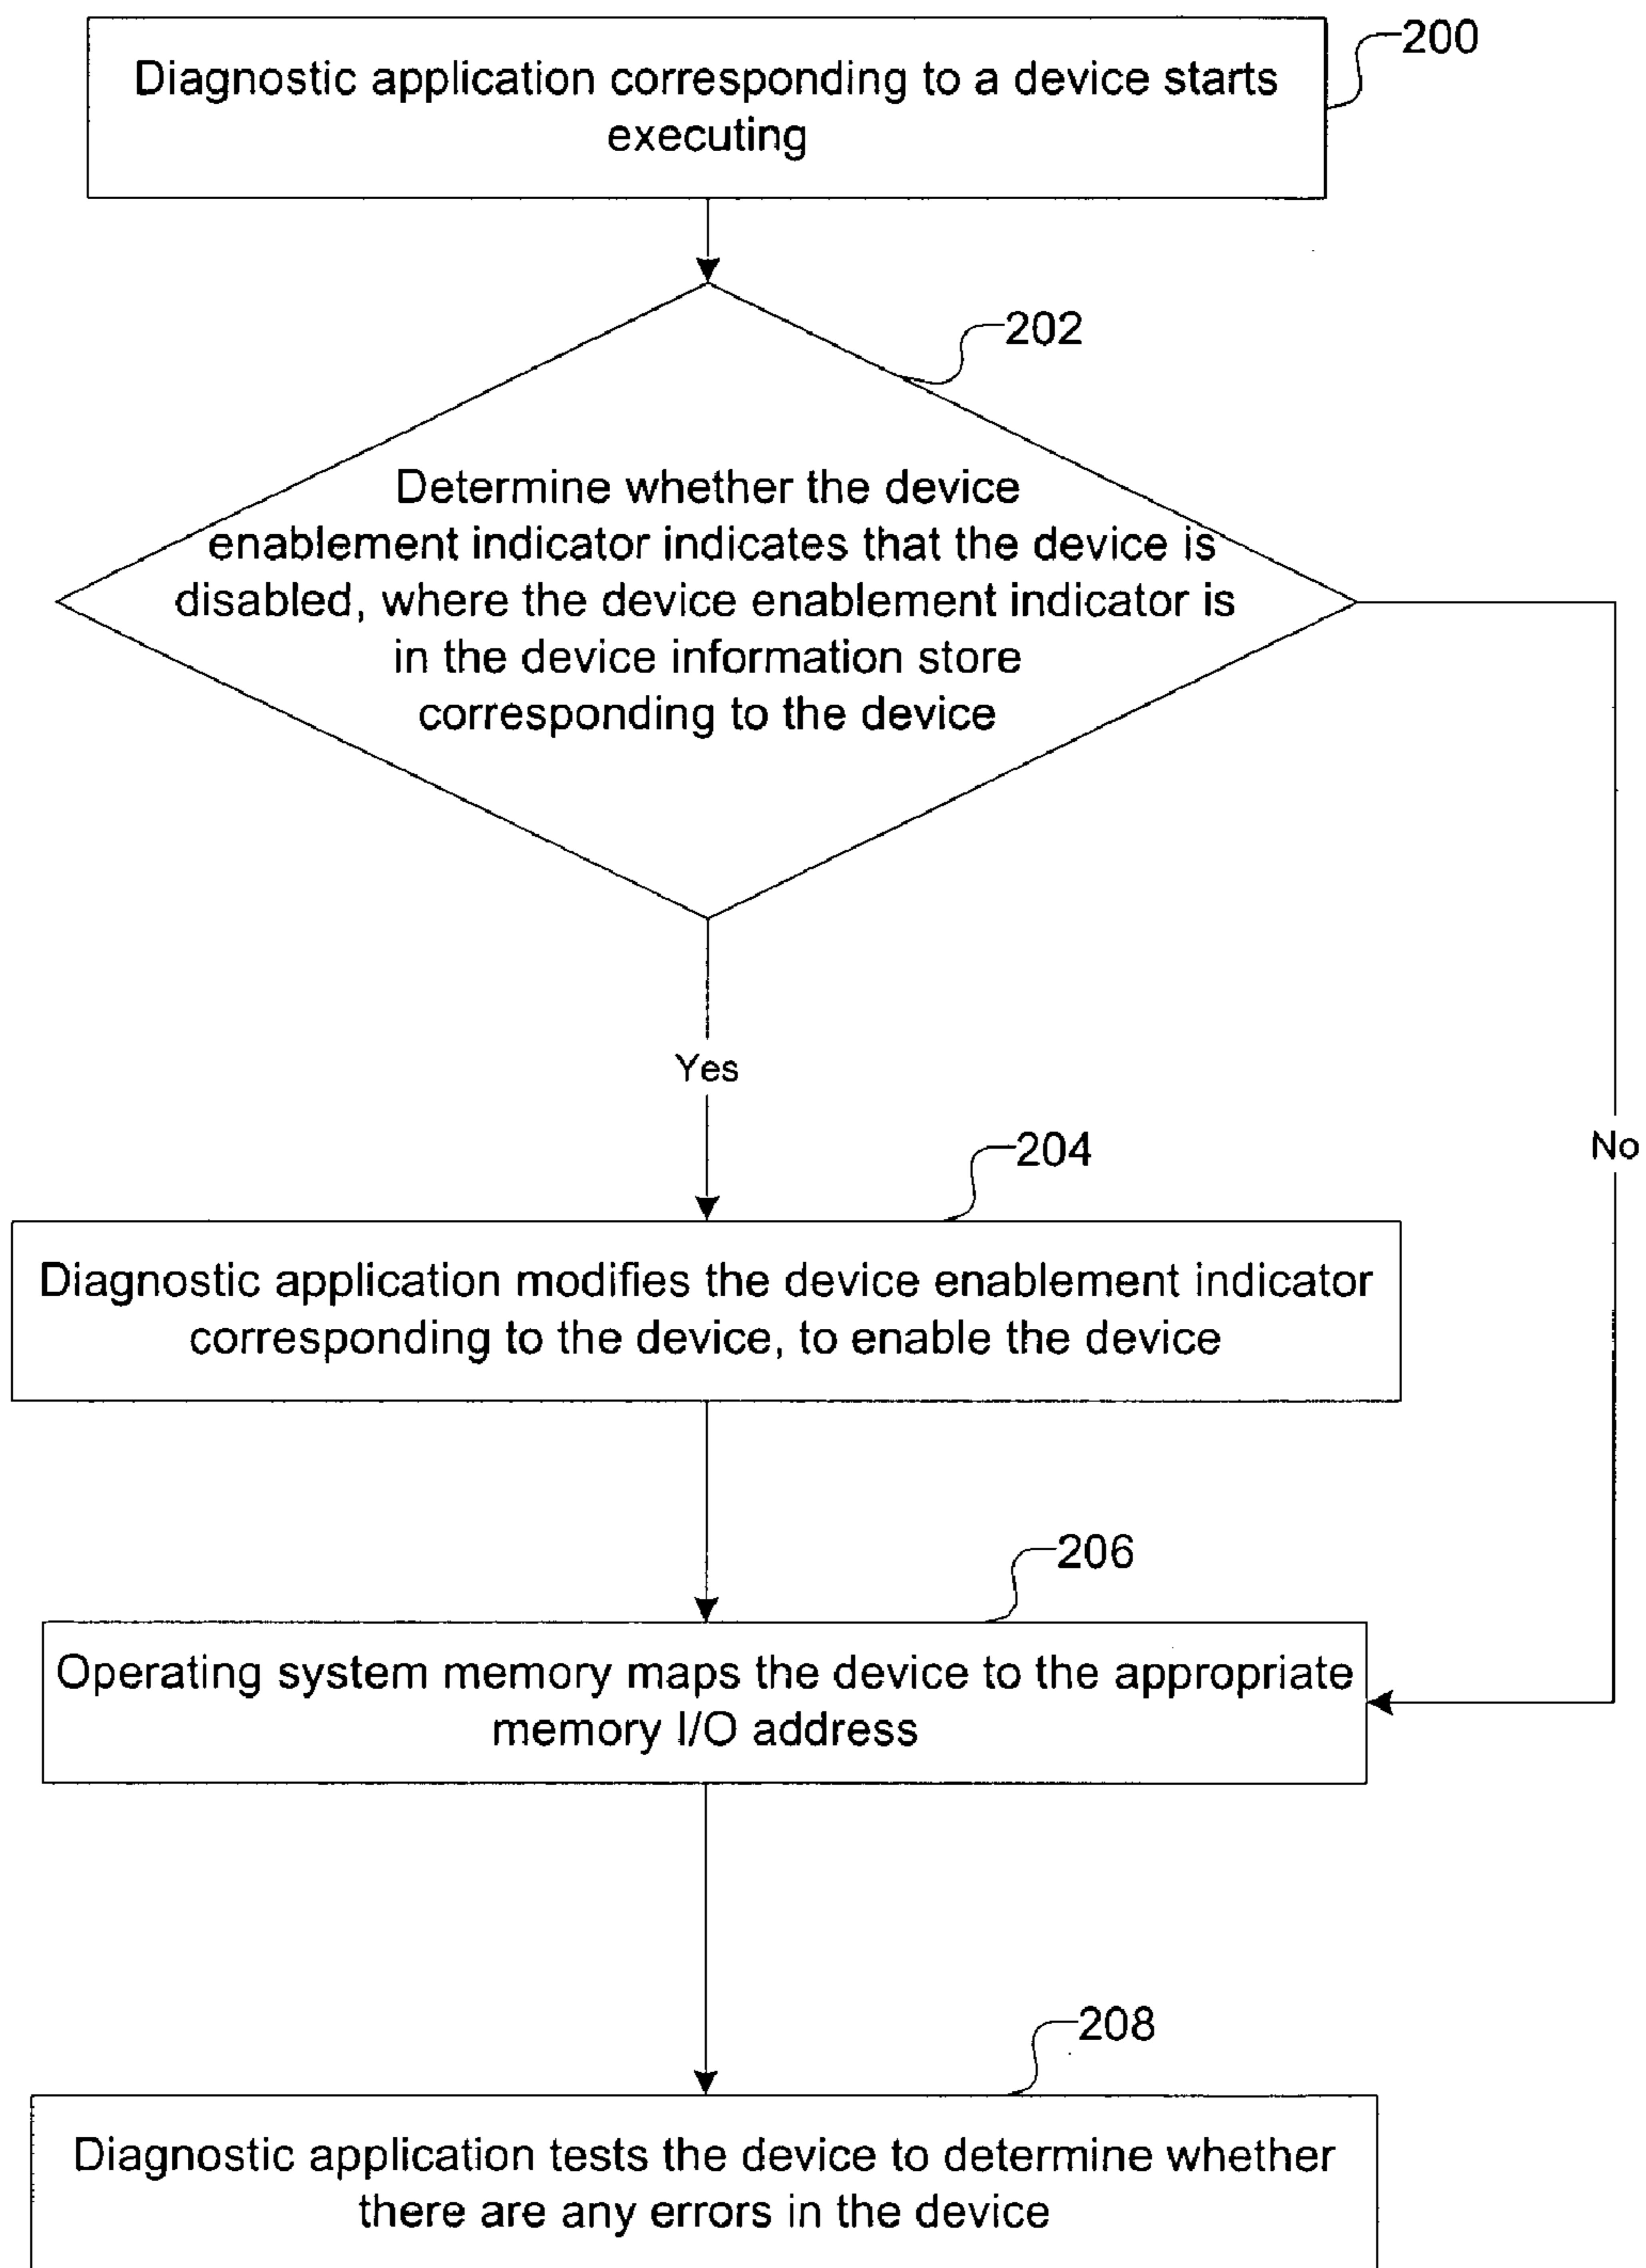 200
Diagnostic application corresponding to a device starts
executing
202
Determine whether the device
enablement indicator indicates that the device is
disabled, where the device enablement indicator is
in the device information store
corresponding to the device
Yes
No
204
Diagnostic application modifies the device enablement indicator
corresponding to the device, to enable the device
206
Operating system memory maps the device to the appropriate
memory I/O address
208
Diagnostic application tests the device to determine whether
there are any errors in the device